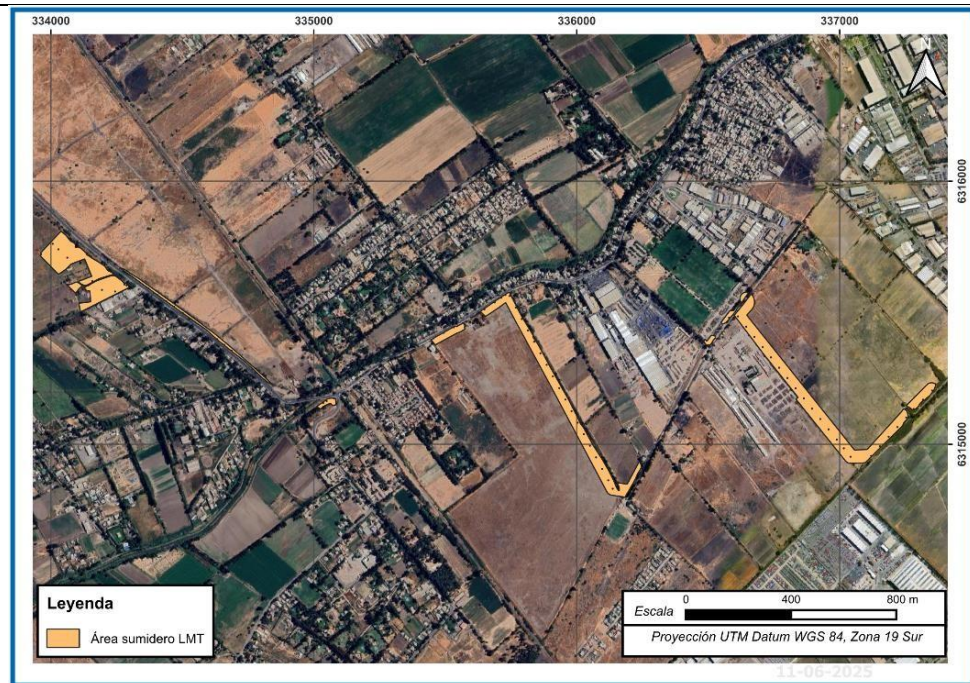 334000 335000 336000 337000
6316000
6315000
Leyenda
Área sumidero LMT
0 400 800 m
Escala
Proyección UTM Datum WGS 84, Zona 19 Sur
11-06-2025